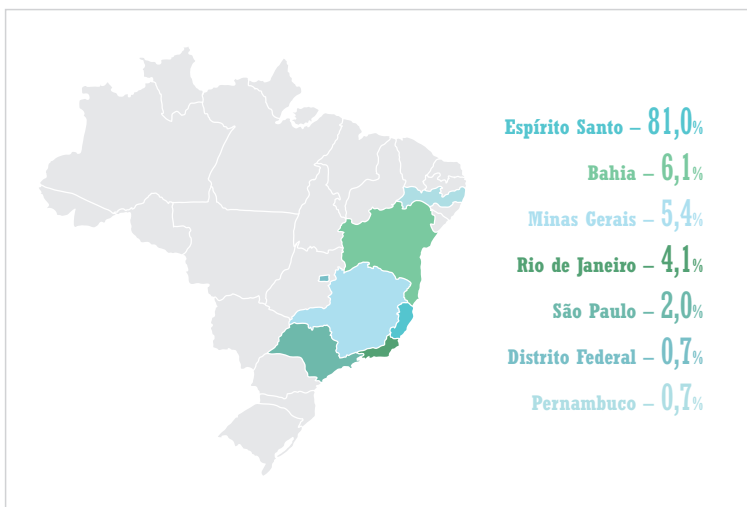 Espírito Santo – 81,0%
Bahia – 6,1%
Minas Gerais – 5,4%
Rio de Janeiro – 4,1%
São Paulo – 2,0%
Distrito Federal – 0,7%
Pernambuco – 0,7%